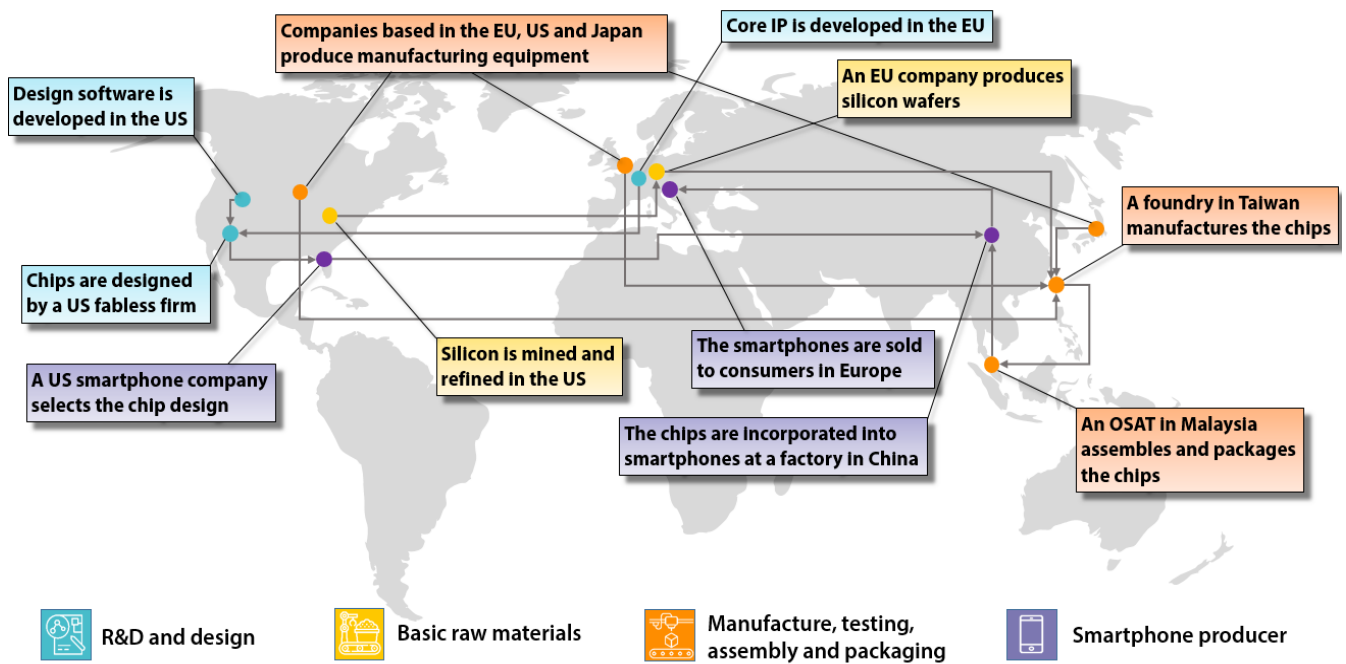 Companies based in the EU, US and Japan
produce manufacturing equipment
Core IP is developed in the EU
An EU company produces
silicon wafers
Design software is
developed in the US
A foundry in Taiwan
manufactures the chips
Chips are designed
by a US fabless firm
A US smartphone company
selects the chip design
Silicon is mined and
refined in the US
The smartphones are sold
to consumers in Europe
The chips are incorporated into
smartphones at a factory in China
An OSAT in Malaysia
assembles and packages
the chips
R&D and design
Basic raw materials
Manufacture, testing,
assembly and packaging
Smartphone producer